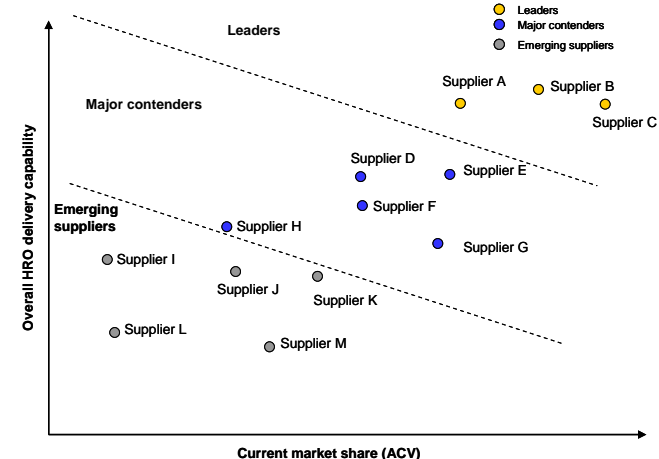 Leaders
Leaders
Major contenders
Emerging suppliers
Supplier A
Supplier B
Supplier C
Major contenders
Supplier D
Supplier E
Supplier F
Emerging
suppliers
Supplier H
Supplier G
Supplier I
Supplier J
Supplier K
Supplier L
Supplier M
Overall HRO delivery capability
Current market share (ACV)